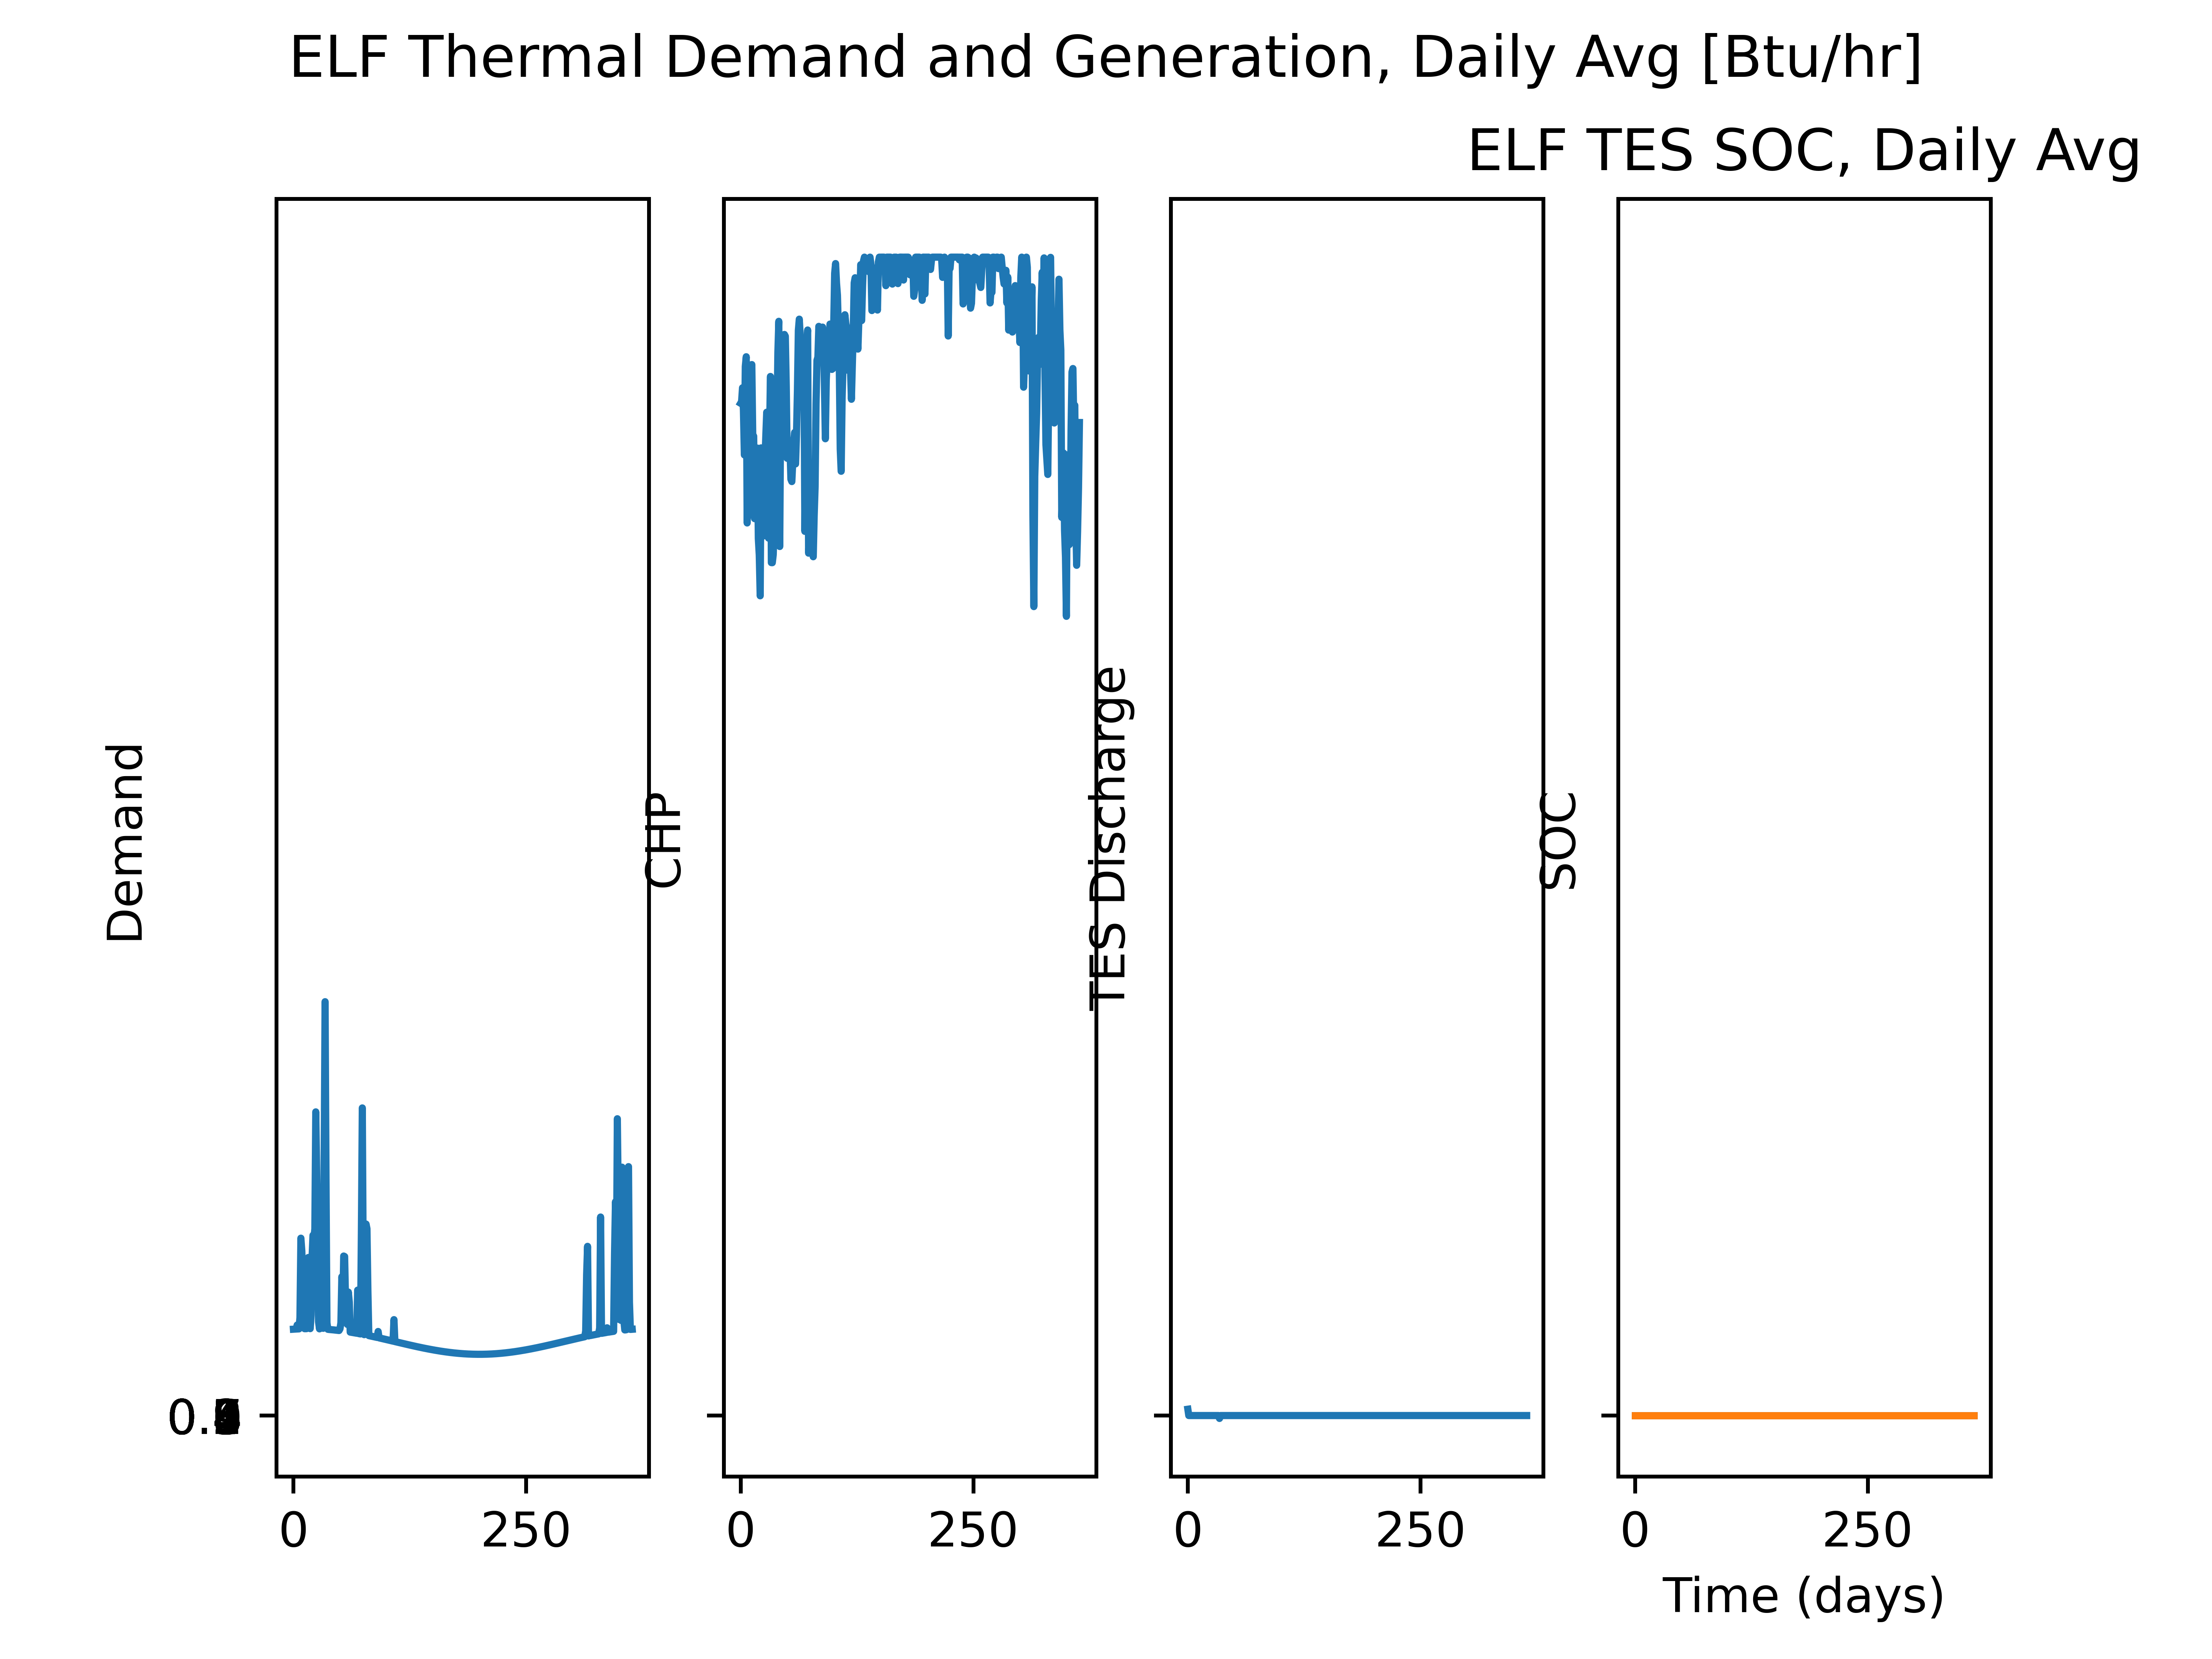 ELF Thermal Demand and Generation, Daily Avg [Btu/hr]
ELF TES SOC, Daily Avg
Demand
CHP
TES Discharge
SOC
0 250
0 250
0 250
0 250
Time (days)